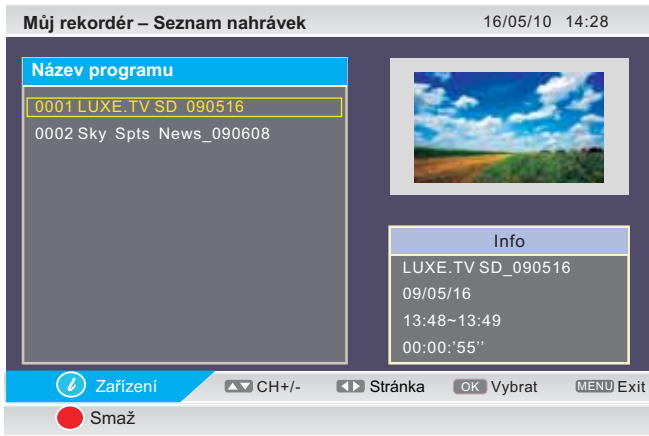 Můj rekordér – Seznam nahrávek 16/05/10 14:28
Název programu
0001 LUXE.TV SD 090516
0002 Sky Spts News_090608
Info
LUXE.TV SD_090516
09/05/16
13:48~13:49
00:00:'55''
i Zařízení CH+/- Stránka OK Vybrat MENU Exit
Smaž